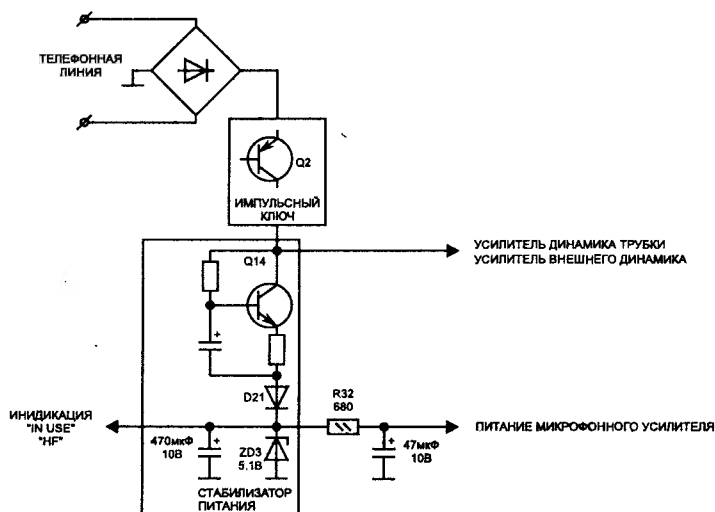 ТЕЛЕФОННАЯ
ЛИНИЯ
Q2
ИМПУЛЬСНЫЙ
КЛЮЧ
УСИЛИТЕЛЬ ДИНАМИКА ТРУБКИ
УСИЛИТЕЛЬ ВНЕШНЕГО ДИНАМИКА
Q14
+
D21
R32
680
ИНИДИКАЦИЯ
"IN USE"
"HF"
470мкФ
10В
+
ZD3
5.1В
+
47мкФ
10В
ПИТАНИЕ МИКРОФОННОГО УСИЛИТЕЛЯ
СТАБИЛИЗАТОР
ПИТАНИЯ